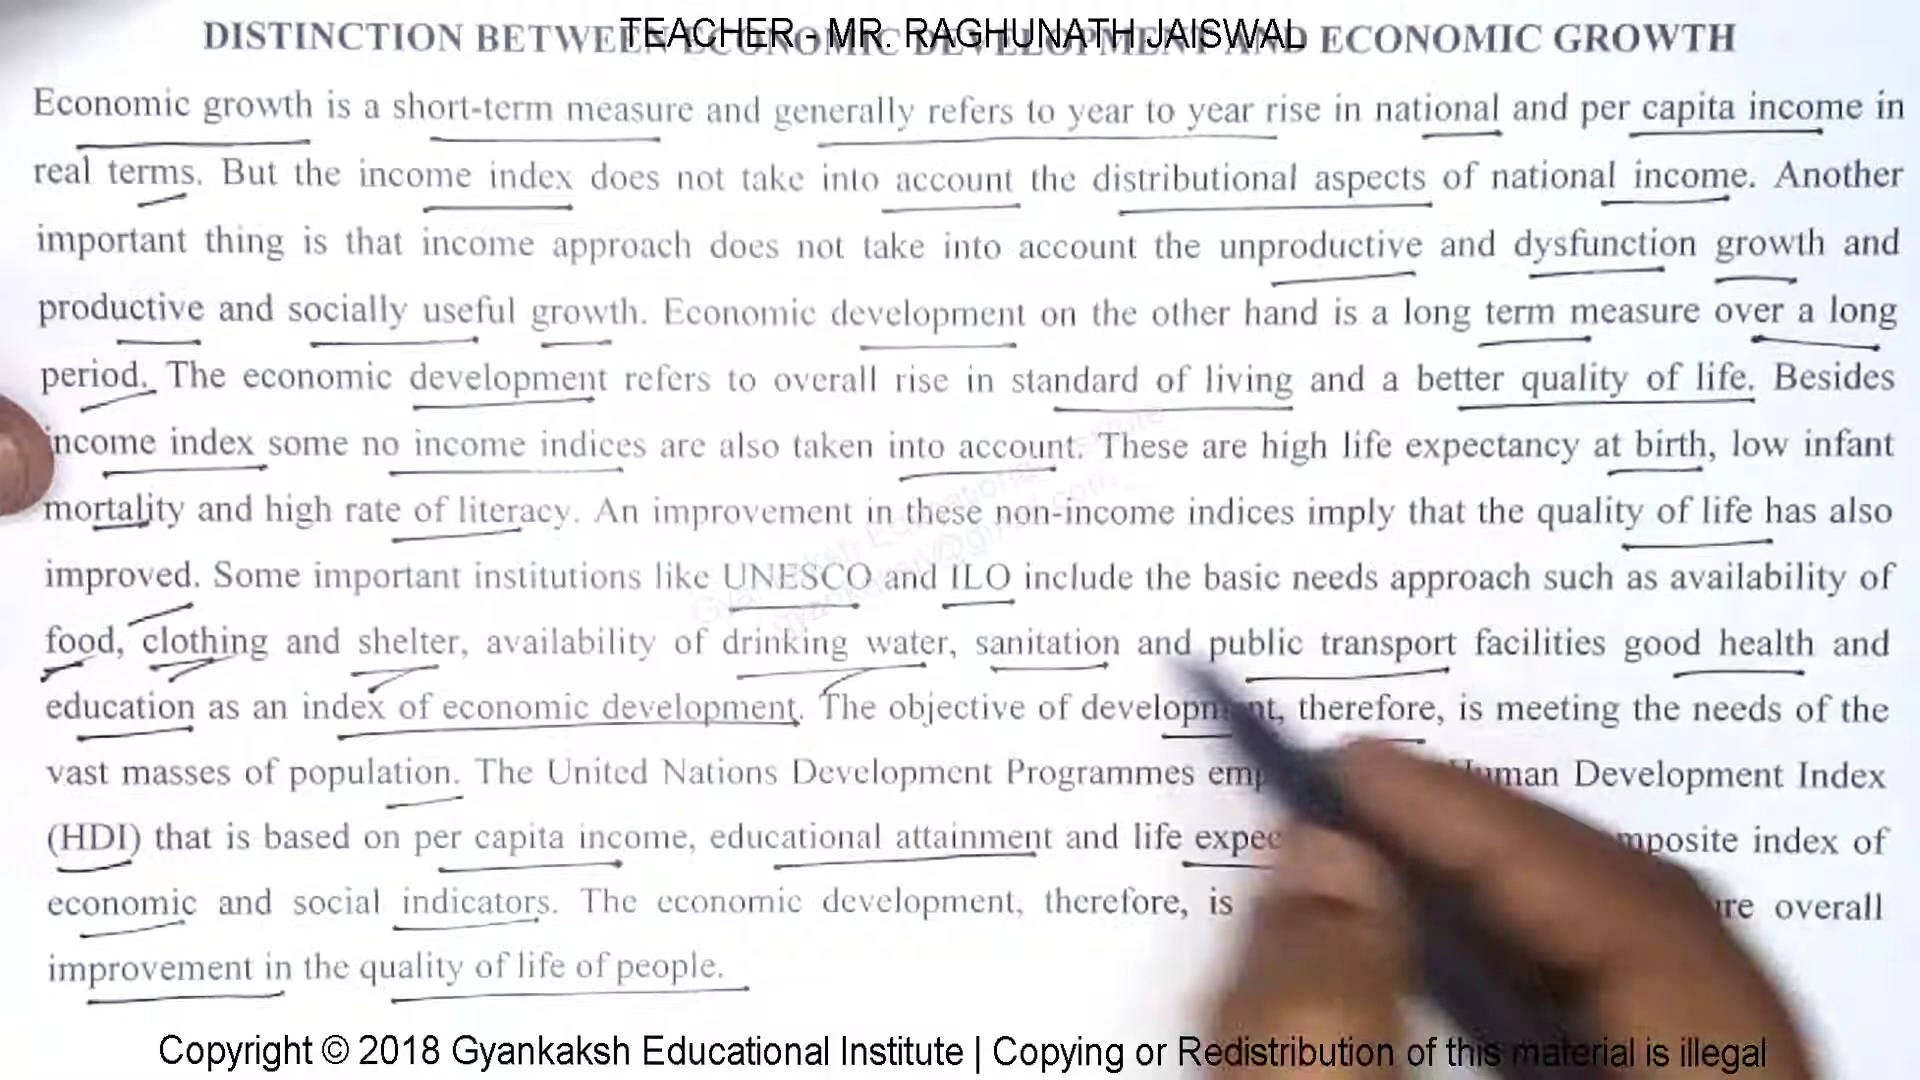 TEACHER - MR. RAGHUNATH JAISWAL
DISTINCTION BETWEEN ECONOMIC DEVELOPMENT AND ECONOMIC GROWTH
Economic growth is a short-term measure and generally refers to year to year rise in national and per capita income in
real terms. But the income index does not take into account the distributional aspects of national income. Another
important thing is that income approach does not take into account the unproductive and dysfunction growth and
productive and socially useful growth. Economic development on the other hand is a long term measure over a long
period. The economic development refers to overall rise in standard of living and a better quality of life. Besides
income index some no income indices are also taken into account. These are high life expectancy at birth, low infant
mortality and high rate of literacy. An improvement in these non-income indices imply that the quality of life has also
improved. Some important institutions like UNESCO and ILO include the basic needs approach such as availability of
food, clothing and shelter, availability of drinking water, sanitation and public transport facilities good health and
education as an index of economic development. The objective of development, therefore, is meeting the needs of the
vast masses of population. The United Nations Development Programmes Human Development Index
(HDI) that is based on per capita income, educational attainment and life index of
economic and social indicators. The economic development, therefore, is overall
improvement in the quality of life of people.
Gyankaksh Educational Institute
Copyright © 2018 Gyankaksh Educational Institute | Copying or Redistribution of this material is illegal